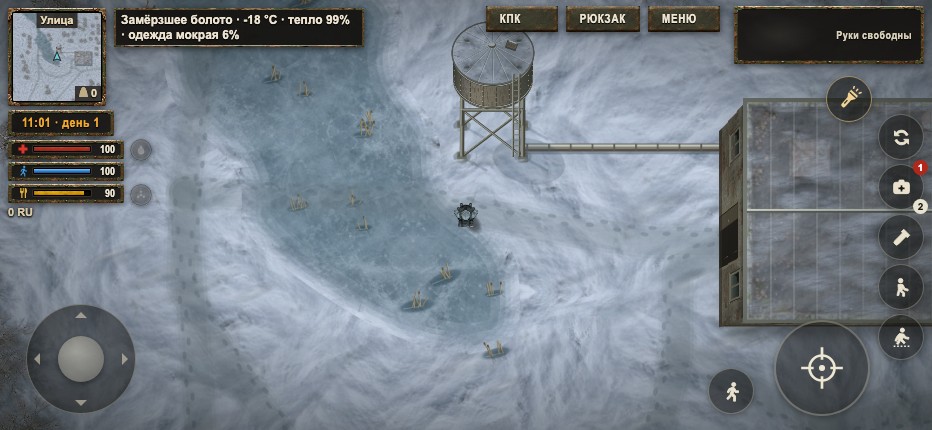 Улица
Замёрзшее болото · -18 °C · тепло 99%
· одежда мокрая 6%
КПК
РЮКЗАК
МЕНЮ
Руки свободны
0
11:01 · день 1
100
100
90
0 RU
1
2